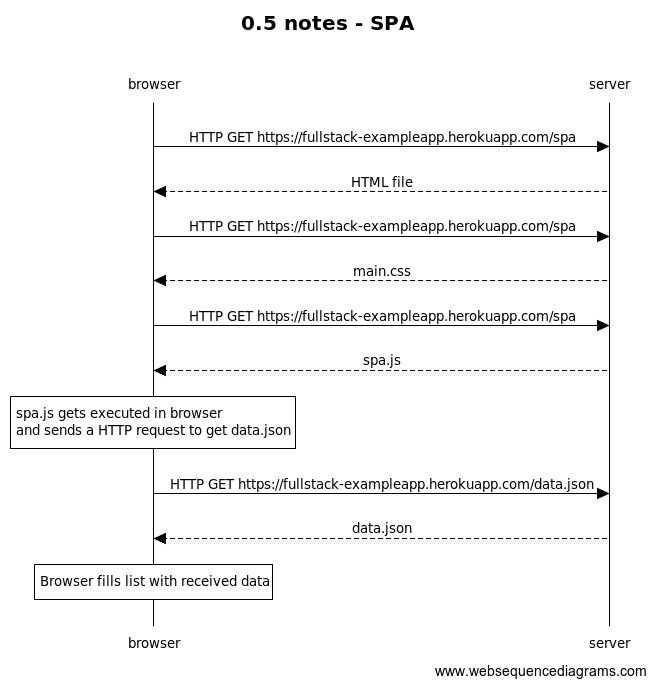 0.5 notes - SPA
browser
server
HTTP GET https://fullstack-exampleapp.herokuapp.com/spa
HTML file
HTTP GET https://fullstack-exampleapp.herokuapp.com/spa
main.css
HTTP GET https://fullstack-exampleapp.herokuapp.com/spa
spa.js
spa.js gets executed in browser
and sends a HTTP request to get data.json
HTTP GET https://fullstack-exampleapp.herokuapp.com/data.json
data.json
Browser fills list with received data
browser
server
www.websequencediagrams.com